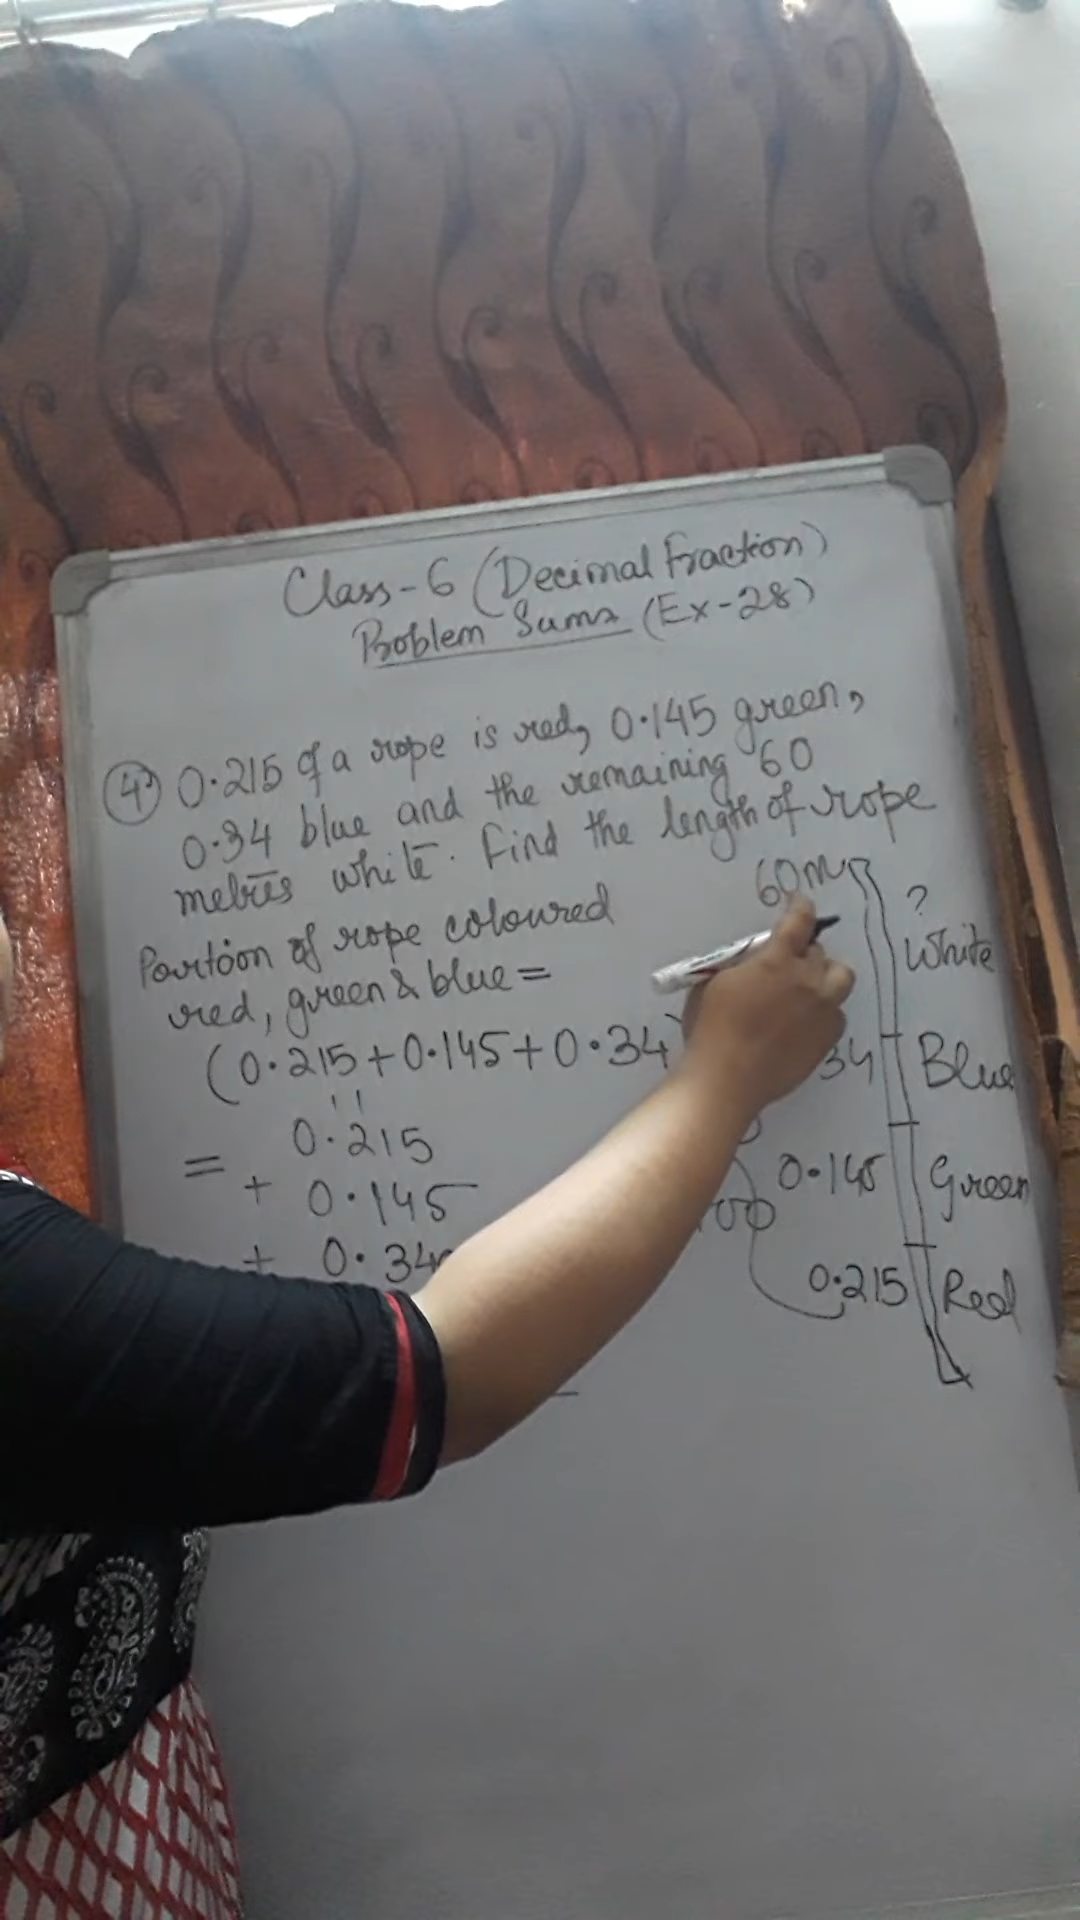 Class-6 (Decimal Fraction)
Problem Sums (Ex-28)
4 0.215 of a rope is red, 0.145 green,
0.34 blue and the remaining 60
metres white. Find the length of rope
Portion of rope coloured
red, green & blue =
(0.215+0.145+0.34)
= 0.215
+ 0.145
+ 0.340
60m
?
White
34 Blue
0.145 Green
0.215 Red